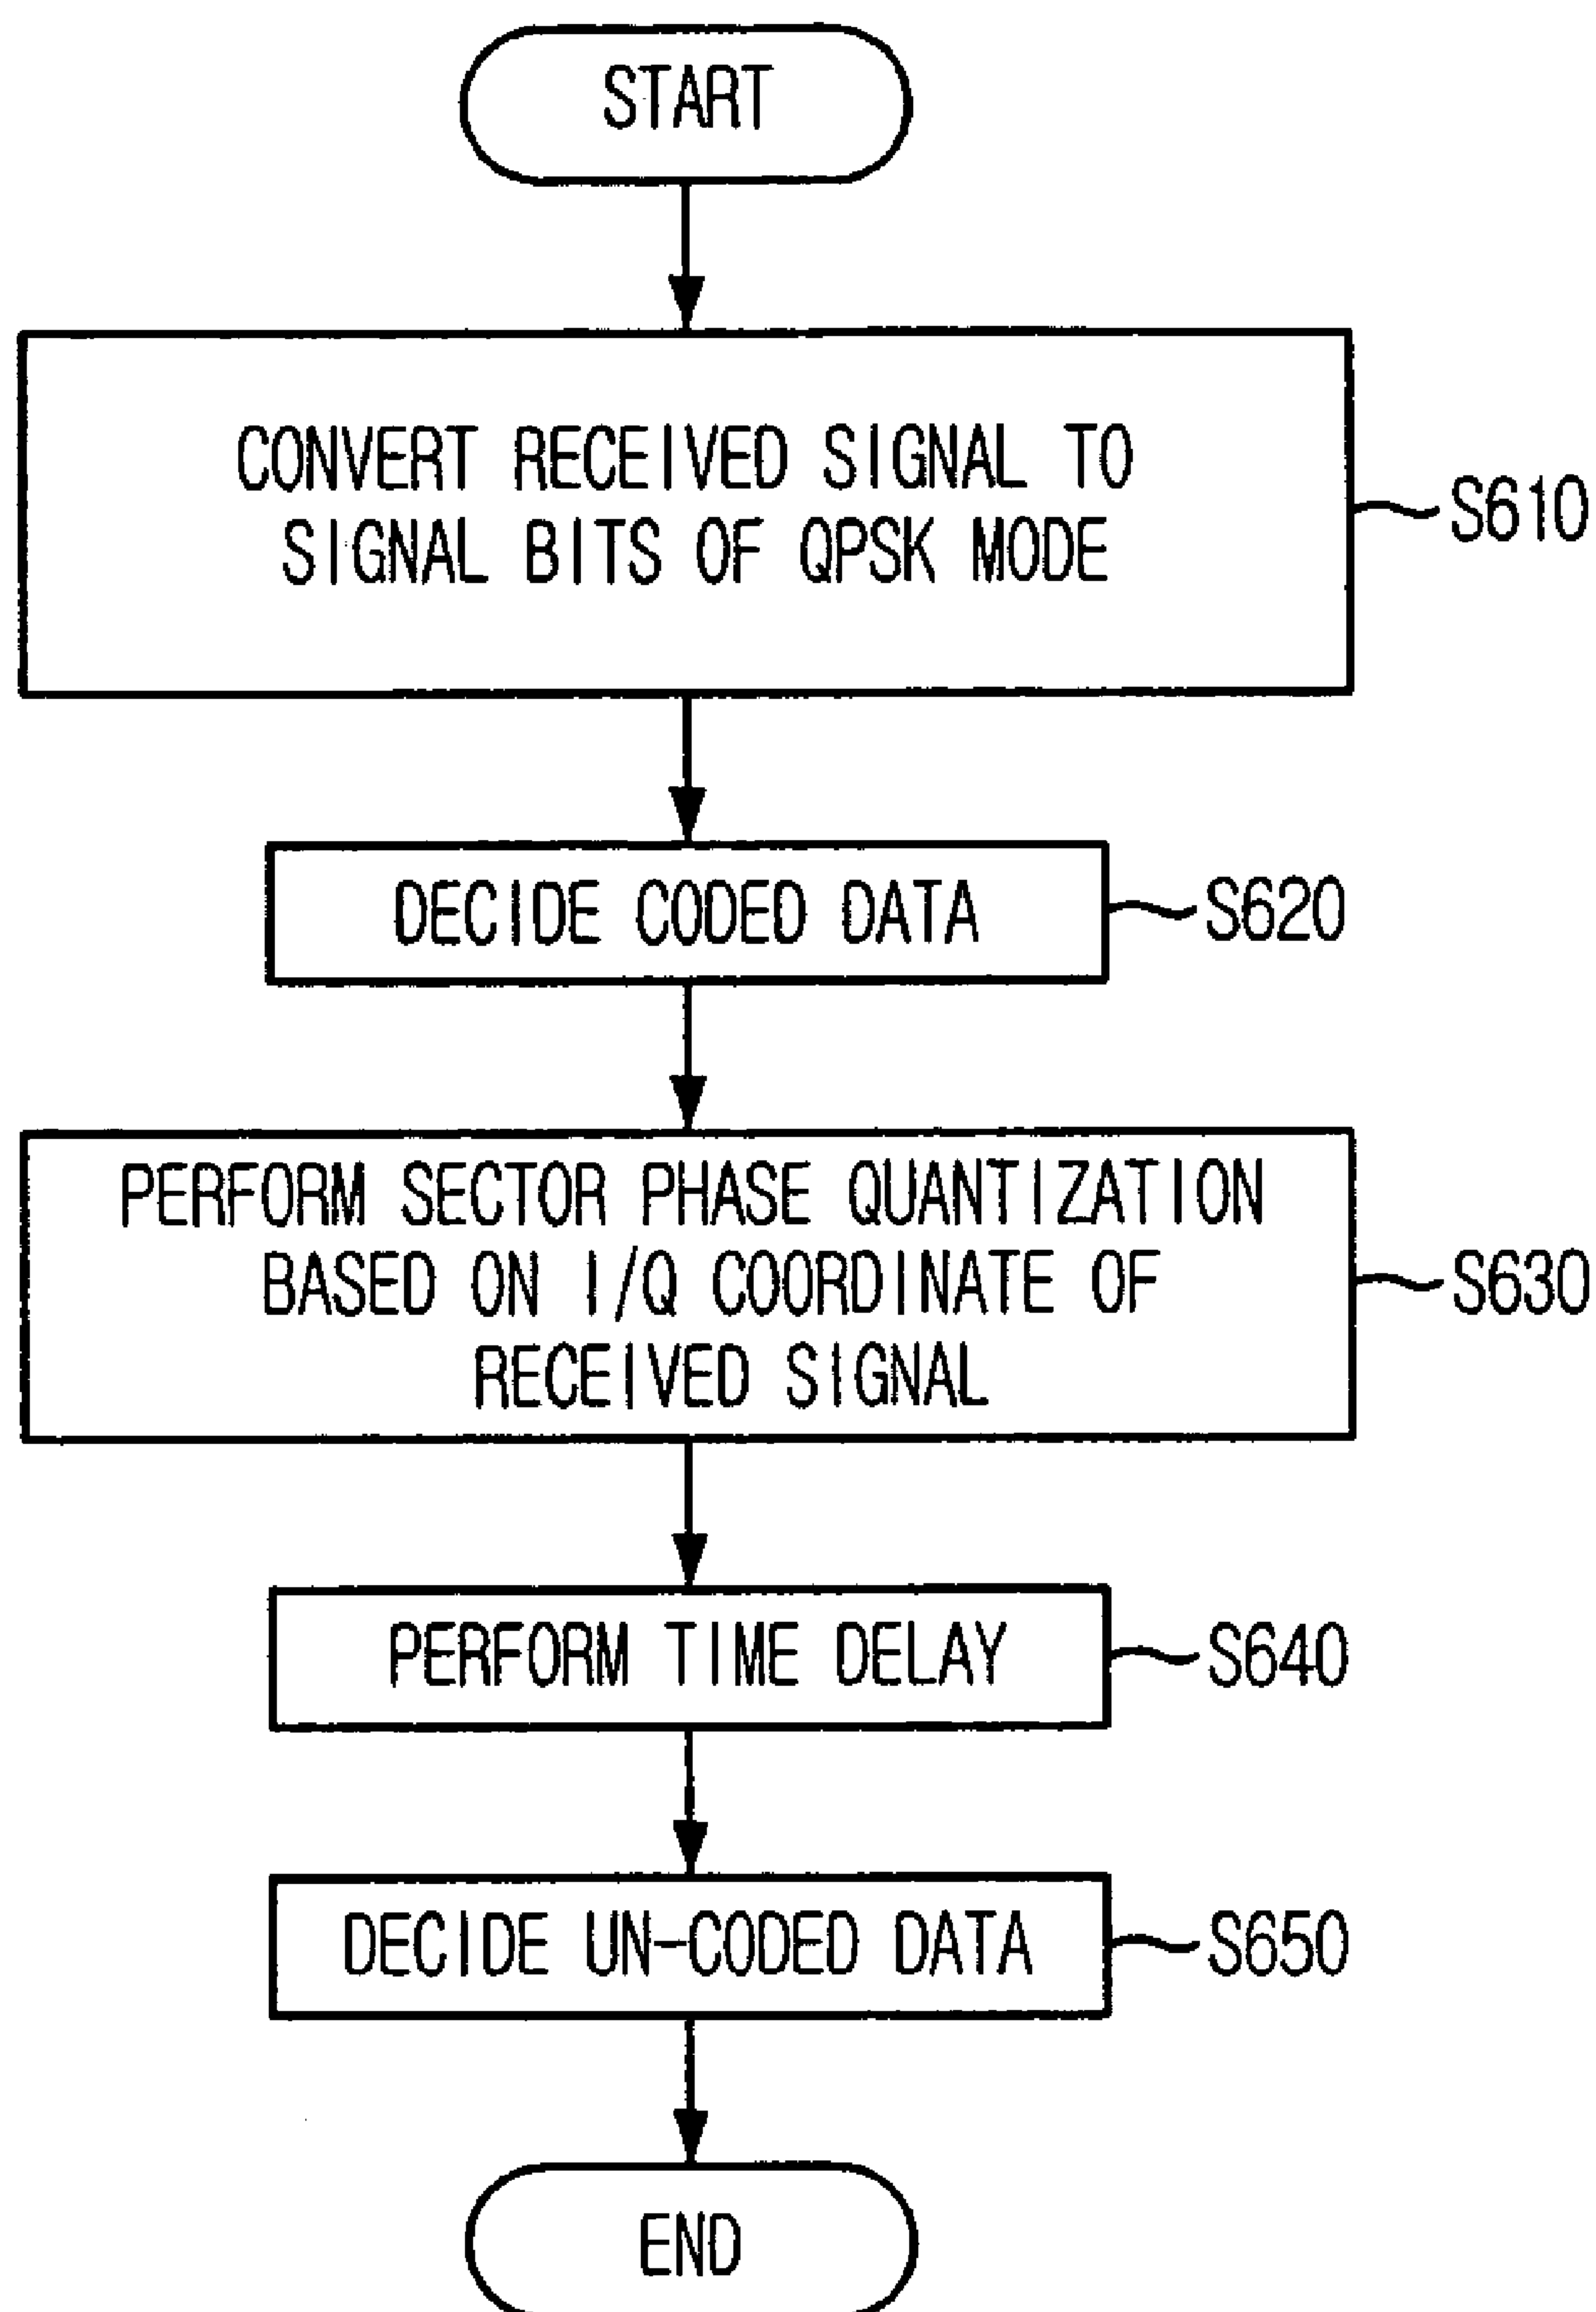 START
CONVERT RECEIVED SIGNAL TO
SIGNAL BITS OF QPSK MODE
S610
DECIDE CODED DATA
S620
PERFORM SECTOR PHASE QUANTIZATION
BASED ON I/Q COORDINATE OF
RECEIVED SIGNAL
S630
PERFORM TIME DELAY
S640
DECIDE UN-CODED DATA
S650
END